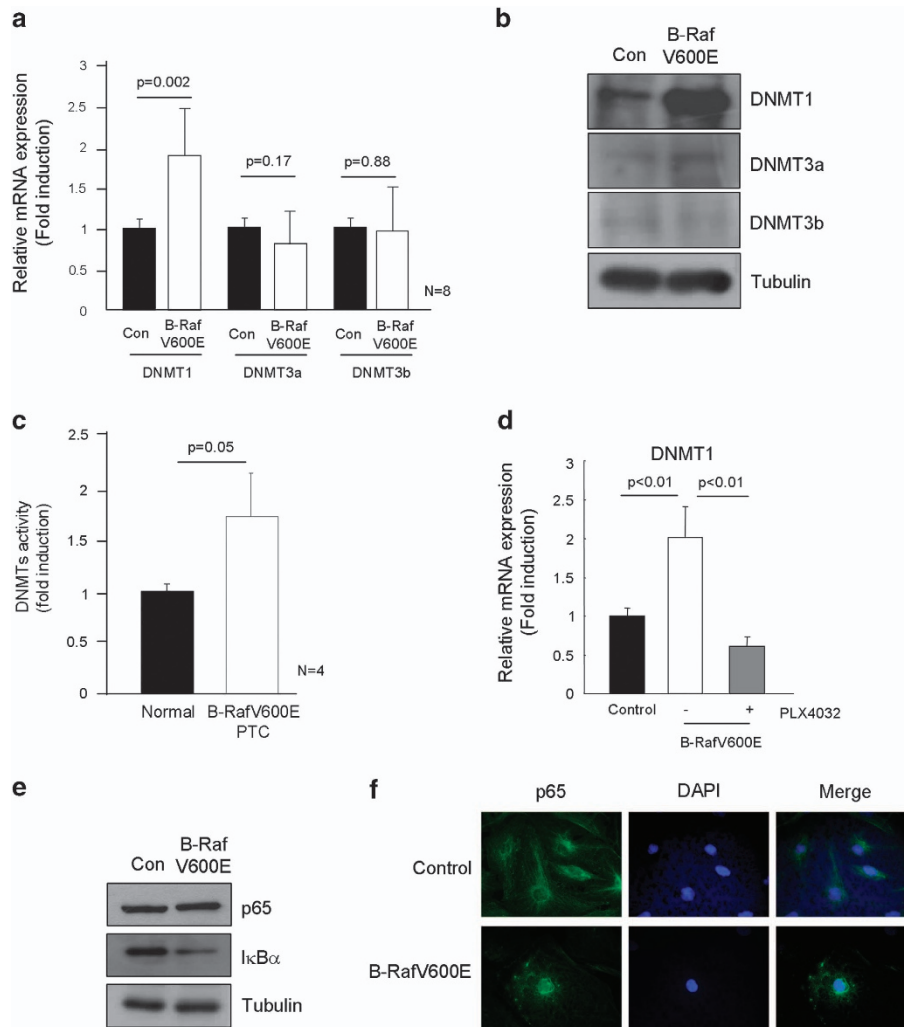 a
Relative mRNA expression
(Fold induction)
3
2.5
2
1.5
1
0.5
0
p=0.002
p=0.17
p=0.88
N=8
Con
B-Raf
V600E
Con
B-Raf
V600E
Con
B-Raf
V600E
DNMT1
DNMT3a
DNMT3b
b
Con
B-Raf
V600E
DNMT1
DNMT3a
DNMT3b
Tubulin
c
DNMTs activity
(fold induction)
2.5
2
1.5
1
0.5
0
p=0.05
N=4
Normal
B-RafV600E
PTC
d
DNMT1
Relative mRNA expression
(Fold induction)
3
2.5
2
1.5
1
0.5
0
p<0.01
p<0.01
Control
-
+
PLX4032
B-RafV600E
e
Con
B-Raf
V600E
p65
IκBα
Tubulin
f
p65
DAPI
Merge
Control
B-RafV600E